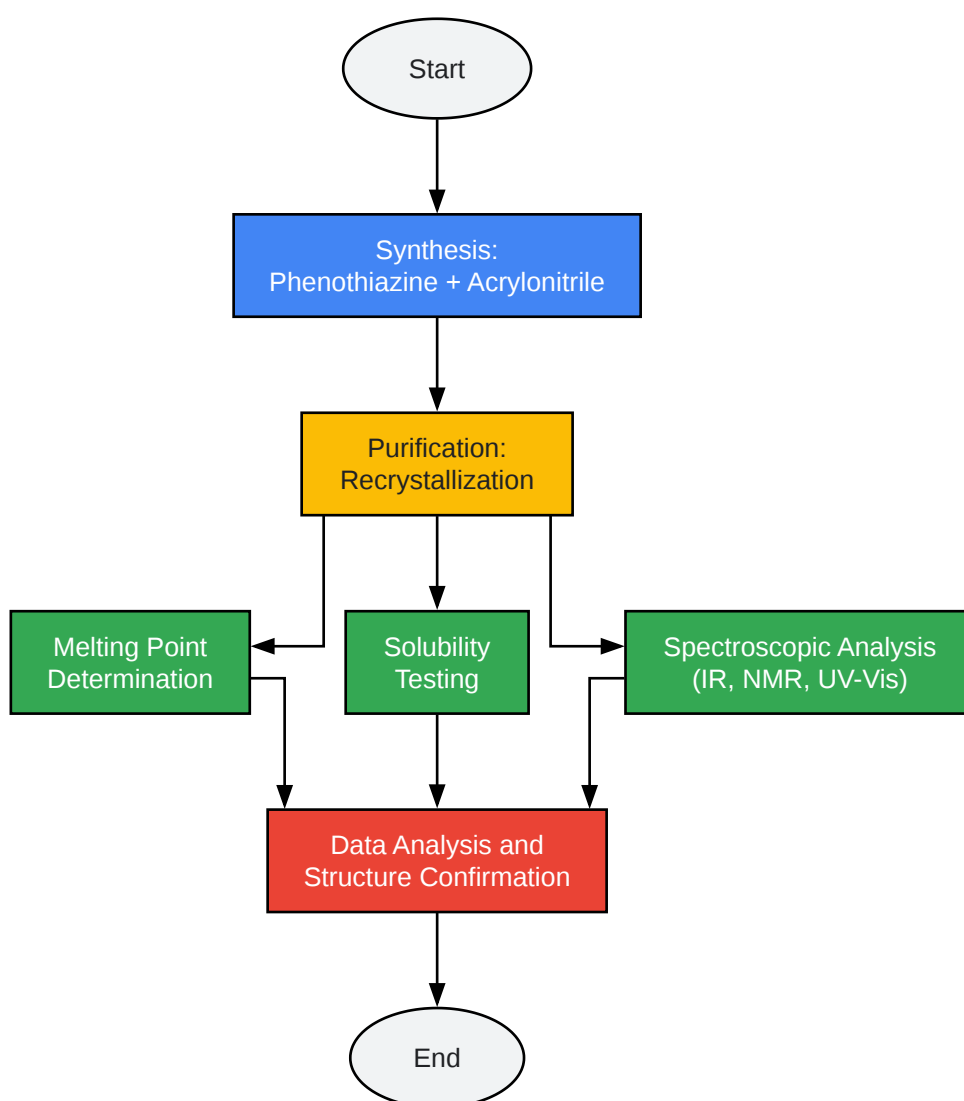 Start
Synthesis:
Phenothiazine + Acrylonitrile
Purification:
Recrystallization
Melting Point
Determination
Solubility
Testing
Spectroscopic Analysis
(IR, NMR, UV-Vis)
Data Analysis and
Structure Confirmation
End